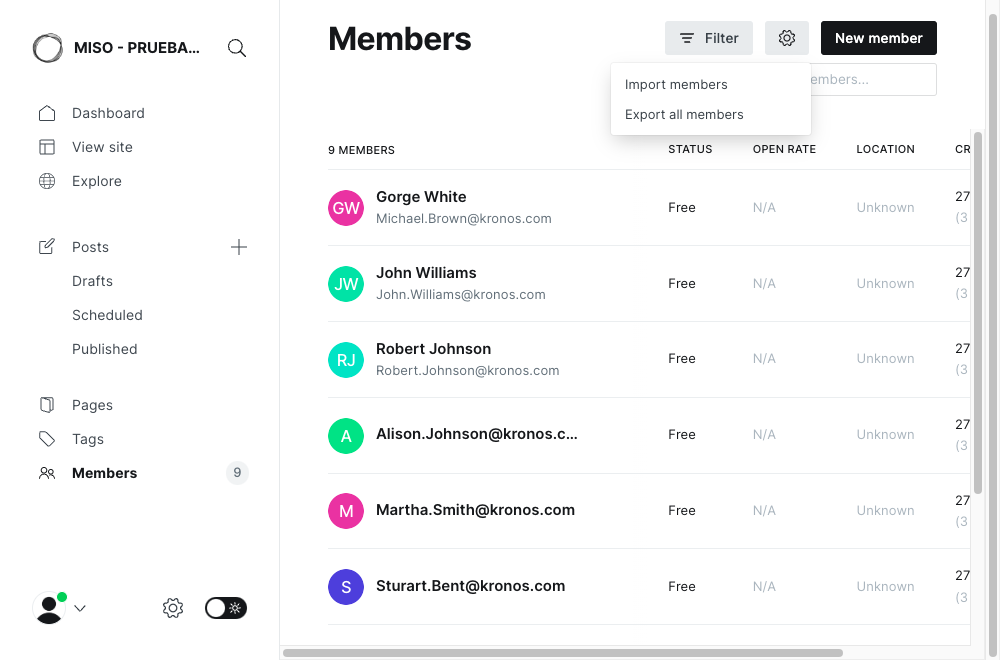 MISO - PRUEBA...
Dashboard
View site
Explore
Posts
Drafts
Scheduled
Published
Pages
Tags
Members 9
Members
Filter
New member
Import members
Export all members
embers...
9 MEMBERS STATUS OPEN RATE LOCATION CR
GW Gorge White Free N/A Unknown 27
Michael.Brown@kronos.com (3
JW John Williams Free N/A Unknown 27
John.Williams@kronos.com (3
RJ Robert Johnson Free N/A Unknown 27
Robert.Johnson@kronos.com (3
A Alison.Johnson@kronos.c... Free N/A Unknown 27
(3
M Martha.Smith@kronos.com Free N/A Unknown 27
(3
S Sturart.Bent@kronos.com Free N/A Unknown 27
(3